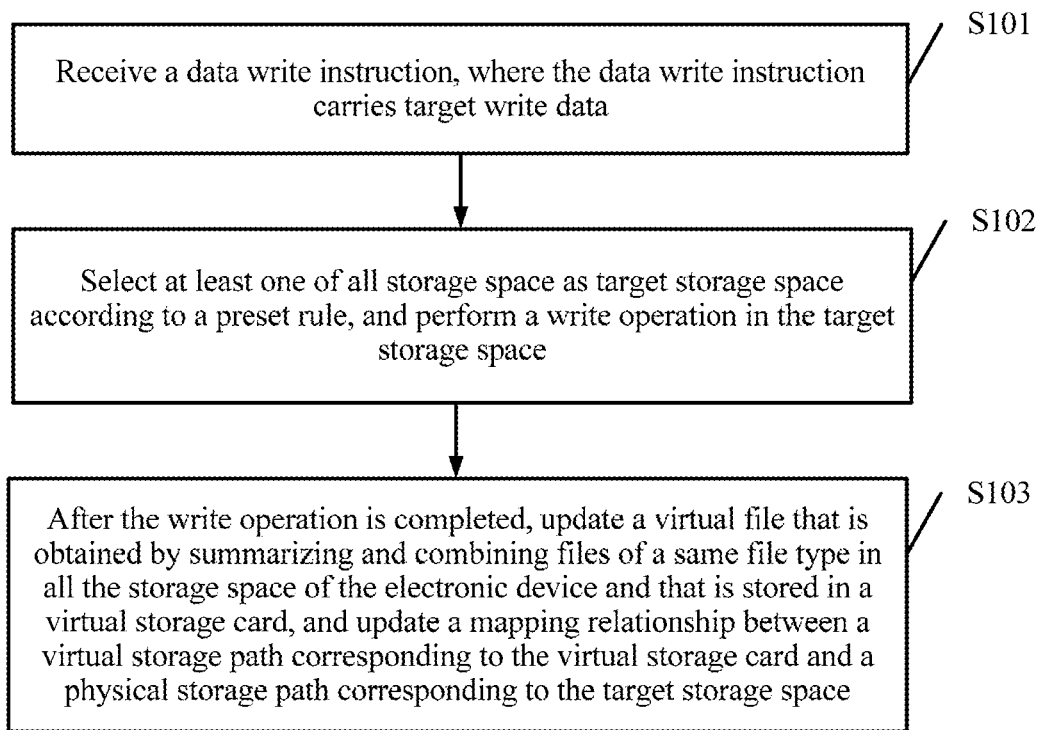 S101
Receive a data write instruction, where the data write instruction
carries target write data
S102
Select at least one of all storage space as target storage space
according to a preset rule, and perform a write operation in the target
storage space
S103
After the write operation is completed, update a virtual file that is
obtained by summarizing and combining files of a same file type in
all the storage space of the electronic device and that is stored in a
virtual storage card, and update a mapping relationship between a
virtual storage path corresponding to the virtual storage card and a
physical storage path corresponding to the target storage space